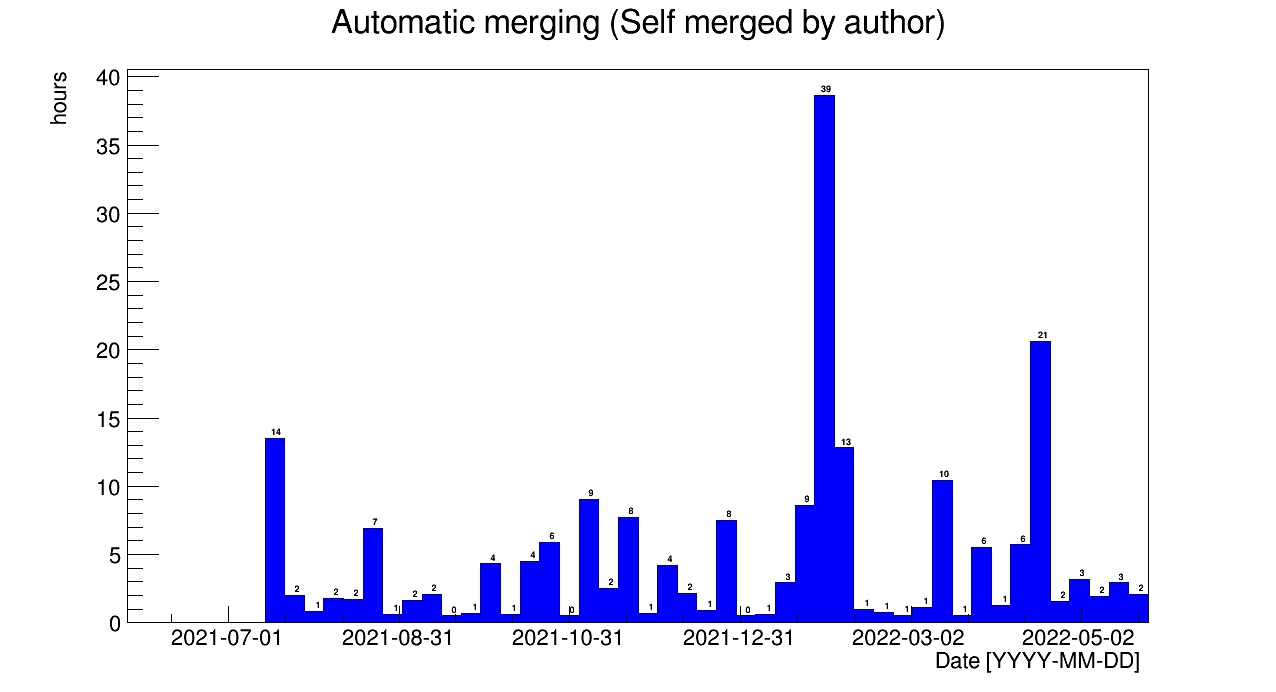 Automatic merging (Self merged by author)
hours
40
35
30
25
20
15
10
5
0
14 2 1 2 2 7 1 2 2 0 1 4 1 4 6 0 9 2 8 1 4 2 1 8 0 1 3 9 39 13 1 1 1 1 10 1 6 1 6 21 2 3 2 3 2
2021-07-01 2021-08-31 2021-10-31 2021-12-31 2022-03-02 2022-05-02
Date [YYYY-MM-DD]